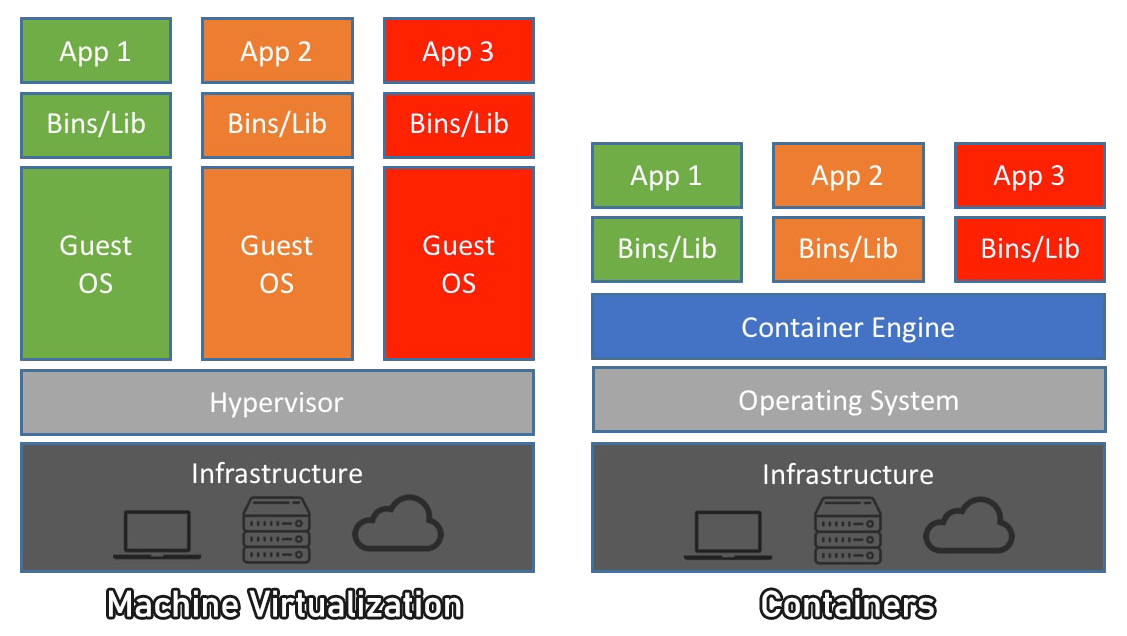 App 1
App 2
App 3
Bins/Lib
Bins/Lib
Bins/Lib
Guest
OS
Guest
OS
Guest
OS
Hypervisor
Infrastructure
Machine Virtualization
App 1
App 2
App 3
Bins/Lib
Bins/Lib
Bins/Lib
Container Engine
Operating System
Infrastructure
Containers